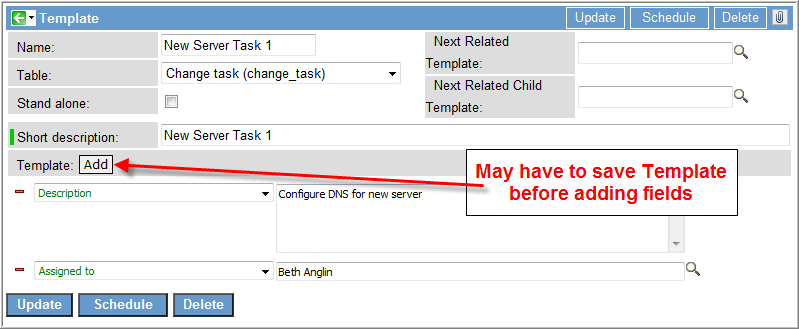 Template
Update
Schedule
Delete
Name:
New Server Task 1
Next Related
Template:
Table:
Change task (change_task)
Next Related Child
Template:
Stand alone:
Short description:
New Server Task 1
Template:
Add
May have to save Template
before adding fields
Description
Configure DNS for new server
Assigned to
Beth Anglin
Update
Schedule
Delete